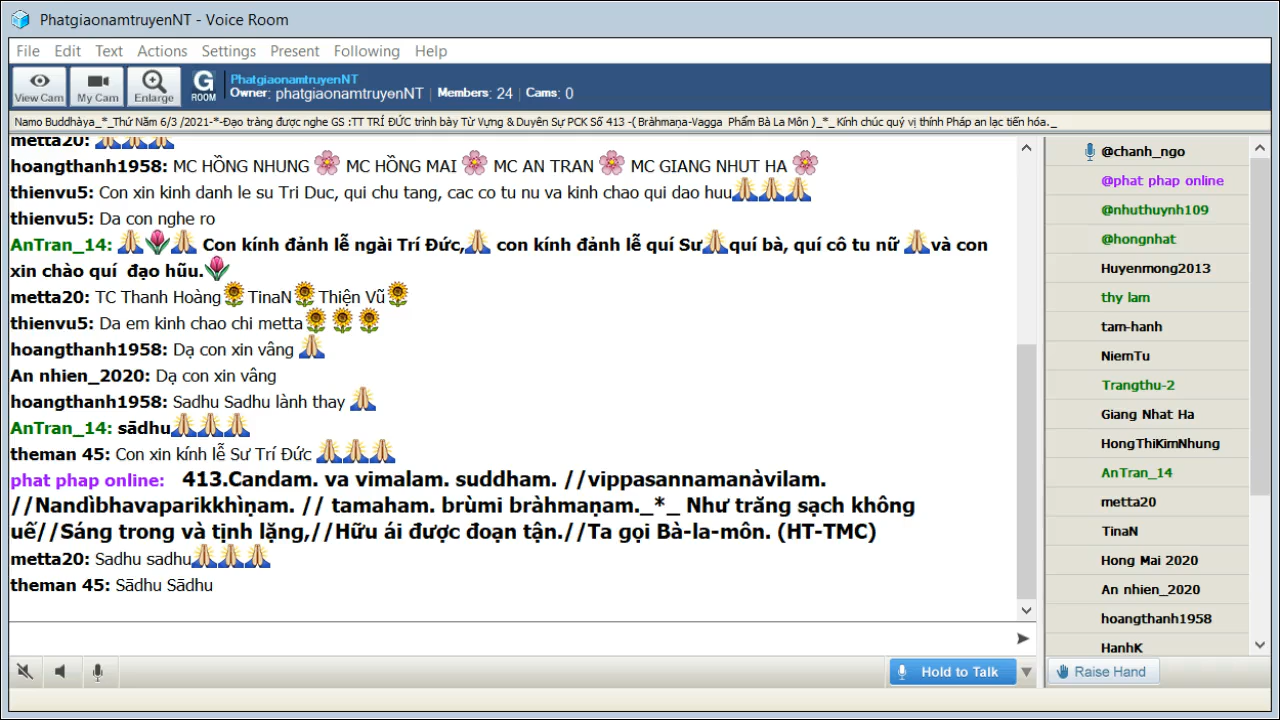 PhatgiaonamtruyenNT - Voice Room
File Edit Text Actions Settings Present Following Help
View Cam My Cam Enlarge G ROOM
PhatgiaonamtruyenNT
Owner: phatgiaonamtruyenNT | Members: 24 | Cams: 0
Namo Buddhàya_*_Thứ Năm 6/3 /2021-*-Đạo tràng được nghe GS :TT TRÍ ĐỨC trình bày Từ Vựng & Duyên Sự PCK Số 413 -( Bràhmaṇa-Vagga Phẩm Bà La Môn )_*_ Kính chúc quý vị thính Pháp an lạc tiến hóa._
metta20: 🙏🙏🙏
hoangthanh1958: MC HỒNG NHUNG 🌸 MC HỒNG MAI 🌸 MC AN TRAN 🌸 MC GIANG NHUT HA 🌸
thienvu5: Con xin kinh danh le su Tri Duc, qui chu tang, cac co tu nu va kinh chao qui dao huu🙏🙏🙏
thienvu5: Da con nghe ro
AnTran_14: 🙏🌷🙏 Con kính đảnh lễ ngài Trí Đức,🙏 con kính đảnh lễ quí Sư🙏quí bà, quí cô tu nữ 🙏và con
xin chào quí đạo hũu.🌷
metta20: TC Thanh Hoàng🌻TinaN🌻Thiện Vũ🌻
thienvu5: Da em kinh chao chi metta🌻🌻🌻
hoangthanh1958: Dạ con xin vâng 🙏
An nhien_2020: Dạ con xin vâng
hoangthanh1958: Sadhu Sadhu lành thay 🙏
AnTran_14: sādhu🙏🙏🙏
theman 45: Con xin kính lễ Sư Trí Đức 🙏🙏🙏
phat phap online: 413.Candam. va vimalam. suddham. //vippasannamanàvilam.
//Nandìbhavaparikkhìṇam. // tamaham. brùmi bràhmaṇam._*_ Như trăng sạch không
uế//Sáng trong và tịnh lặng,//Hữu ái được đoạn tận.//Ta gọi Bà-la-môn. (HT-TMC)
metta20: Sadhu sadhu🙏🙏🙏
theman 45: Sādhu Sādhu
@chanh_ngo
@phat phap online
@nhuthuynh109
@hongnhat
Huyenmong2013
thy lam
tam-hanh
NiemTu
Trangthu-2
Giang Nhat Ha
HongThiKimNhung
AnTran_14
metta20
TinaN
Hong Mai 2020
An nhien_2020
hoangthanh1958
HanhK
Hold to Talk
Raise Hand